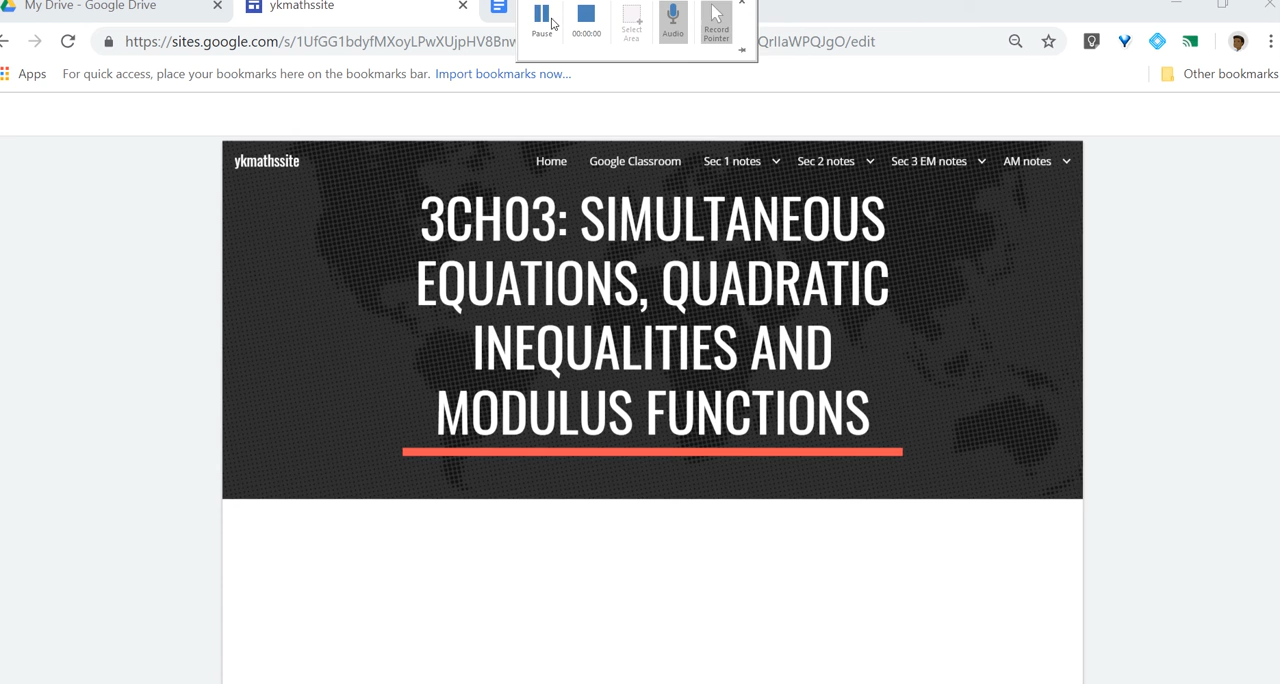 My Drive - Google Drive
ykmathssite
Pause
00:00:00
Select Area
Audio
Record Pointer
https://sites.google.com/s/1UfGG1bdyfMXoyLPwXUjpHV8Bnw
QrIlaWPQJgO/edit
Apps
For quick access, place your bookmarks here on the bookmarks bar. Import bookmarks now...
Other bookmarks
ykmathssite
Home
Google Classroom
Sec 1 notes
Sec 2 notes
Sec 3 EM notes
AM notes
3CH03: SIMULTANEOUS
EQUATIONS, QUADRATIC
INEQUALITIES AND
MODULUS FUNCTIONS